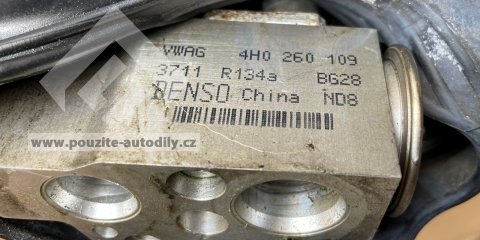 VWAG 4H0 260 109
3711 R134a BG28
DENSO China ND8
www.pouzite-autodily.cz